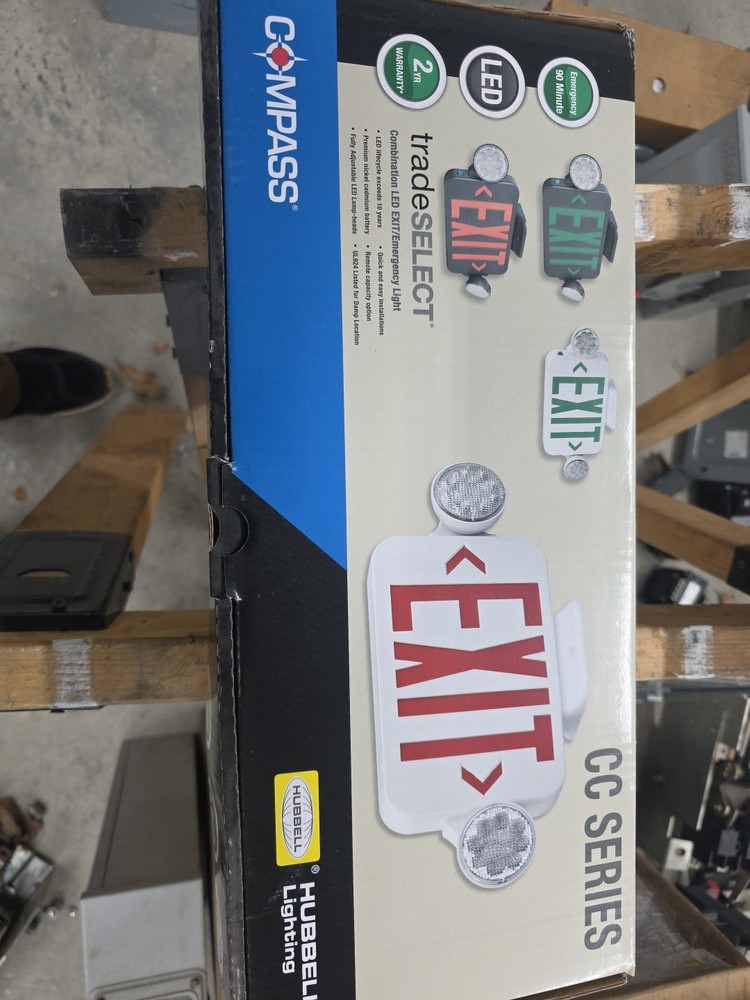 COMPASS®
2 YR
WARRANTY*
LED
Emergency
90 Minute
tradeSELECT®
Combination LED EXIT/Emergency Light
• LED lifecycle exceeds 10 years
• Premium nickel cadmium battery
• Fully Adjustable LED Lamp-heads
• Quick and easy installations
• Remote capacity option
• UL924 Listed for Damp Location
EXIT
EXIT
EXIT
EXIT
CC SERIES
HUBBELL
®
HUBBELL
Lighting